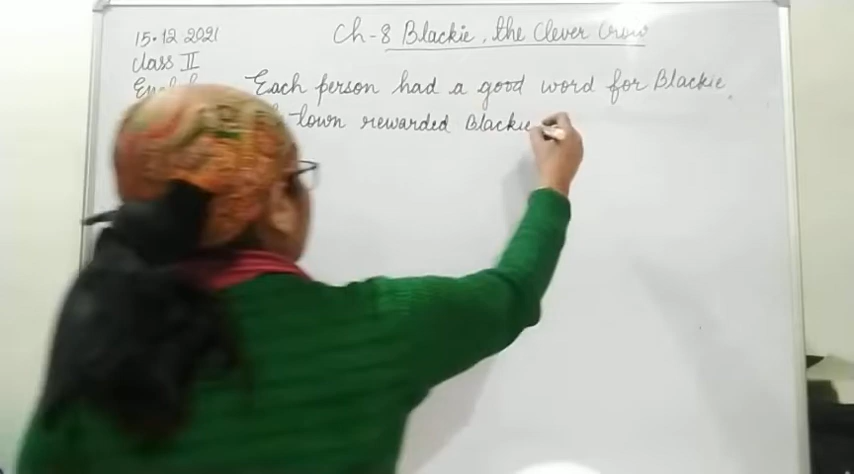 15.12.2021
Ch-8 Blackie, the Clever Crow
Class II
English
Each person had a good word for Blackie.
town rewarded Blackie